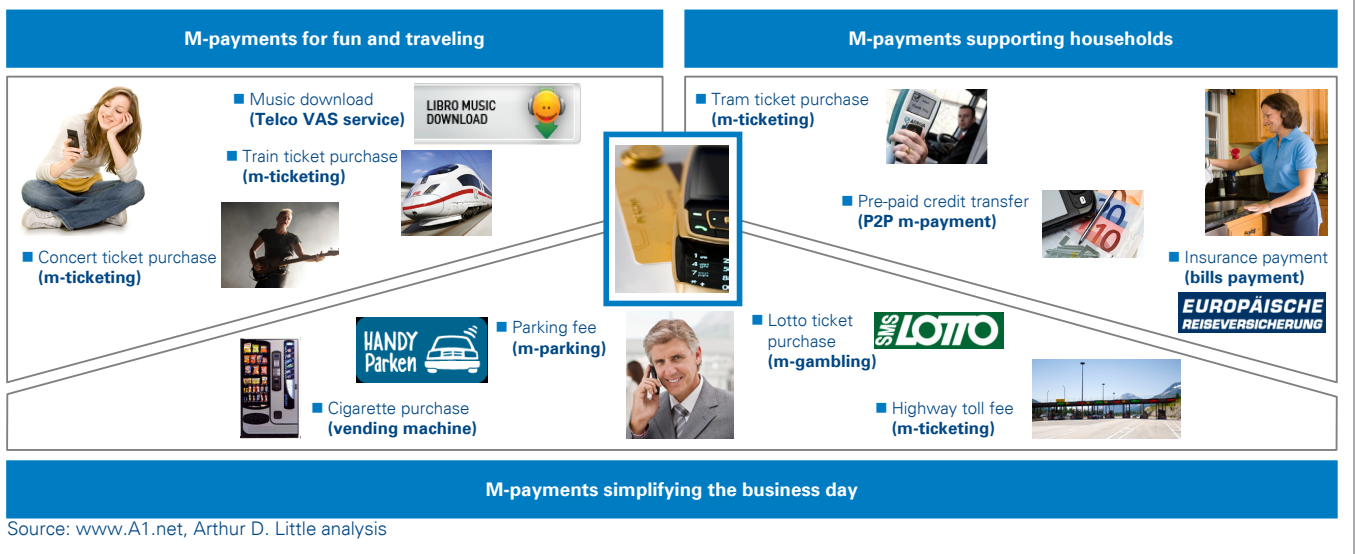 M-payments for fun and traveling
M-payments supporting households
Music download
(Telco VAS service)
LIBRO MUSIC
DOWNLOAD
Train ticket purchase
(m-ticketing)
Concert ticket purchase
(m-ticketing)
Tram ticket purchase
(m-ticketing)
Pre-paid credit transfer
(P2P m-payment)
Insurance payment
(bills payment)
EUROPÄISCHE
REISEVERSICHERUNG
HANDY
Parken
Parking fee
(m-parking)
Cigarette purchase
(vending machine)
Lotto ticket
purchase
(m-gambling)
SMS LOTTO
Highway toll fee
(m-ticketing)
M-payments simplifying the business day
Source: www.A1.net, Arthur D. Little analysis